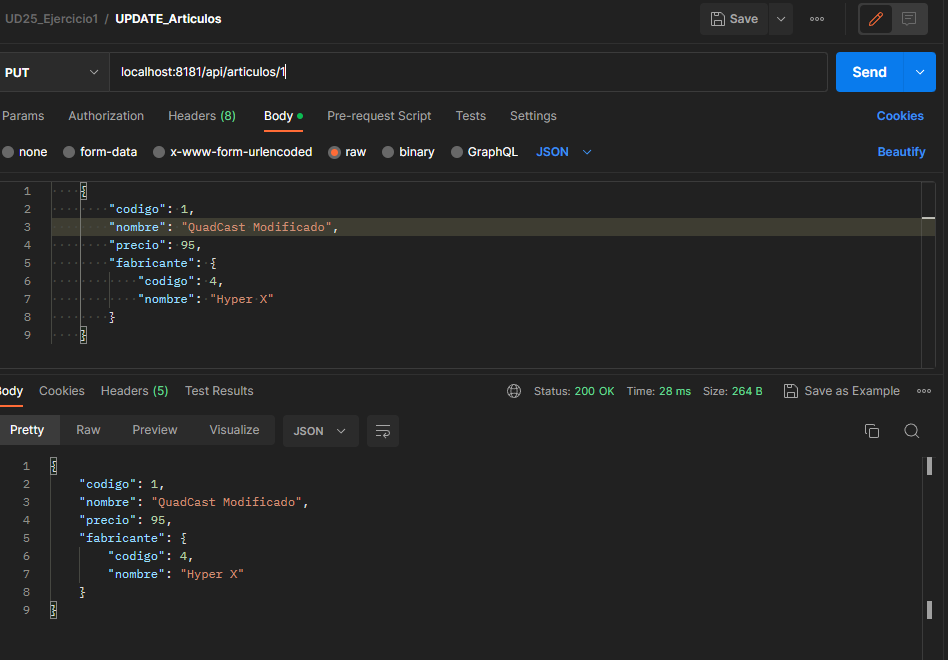 UD25_Ejercicio1 / UPDATE_Articulos Save
PUT localhost:8181/api/articulos/1 Send
Params Authorization Headers (8) Body Pre-request Script Tests Settings Cookies
none form-data x-www-form-urlencoded raw binary GraphQL JSON Beautify
1 {
2 "codigo": 1,
3 "nombre": "QuadCast Modificado",
4 "precio": 95,
5 "fabricante": {
6 "codigo": 4,
7 "nombre": "Hyper X"
8 }
9 }
Body Cookies Headers (5) Test Results Status: 200 OK Time: 28 ms Size: 264 B Save as Example
Pretty Raw Preview Visualize JSON
1 {
2 "codigo": 1,
3 "nombre": "QuadCast Modificado",
4 "precio": 95,
5 "fabricante": {
6 "codigo": 4,
7 "nombre": "Hyper X"
8 }
9 }